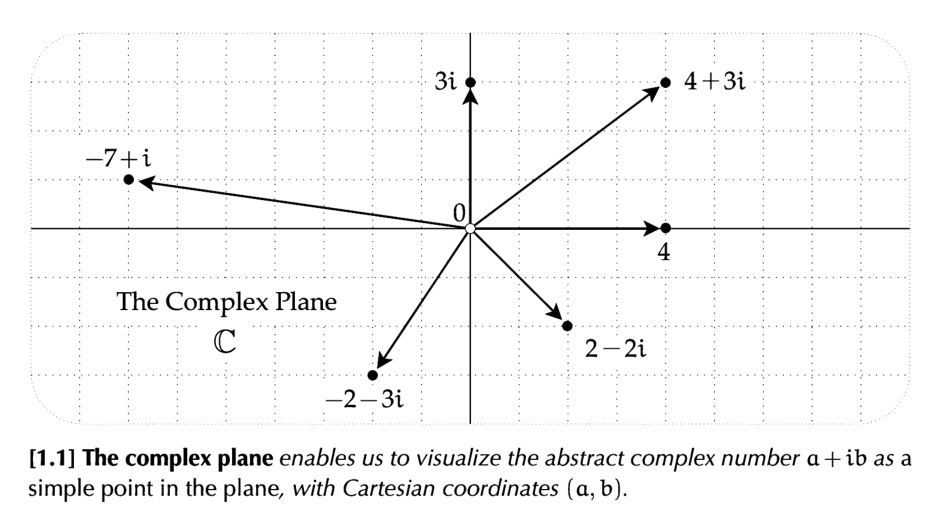 3i
4+3i
−7+i
0
4
The Complex Plane
ℂ
2−2i
−2−3i
[1.1] The complex plane enables us to visualize the abstract complex number a+ib as a
simple point in the plane, with Cartesian coordinates (a, b).